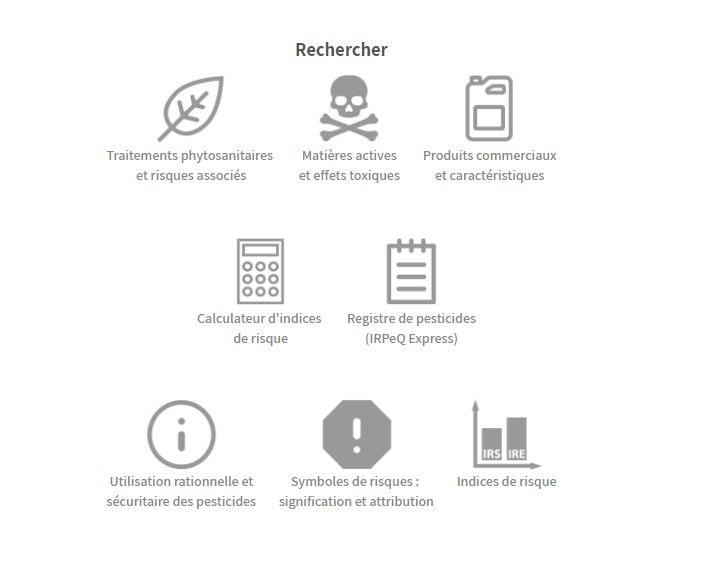 Rechercher
Traitements phytosanitaires
et risques associés
Matières actives
et effets toxiques
Produits commerciaux
et caractéristiques
Calculateur d'indices
de risque
Registre de pesticides
(IRPeQ Express)
IRS IRE
Utilisation rationnelle et
sécuritaire des pesticides
Symboles de risques :
signification et attribution
Indices de risque